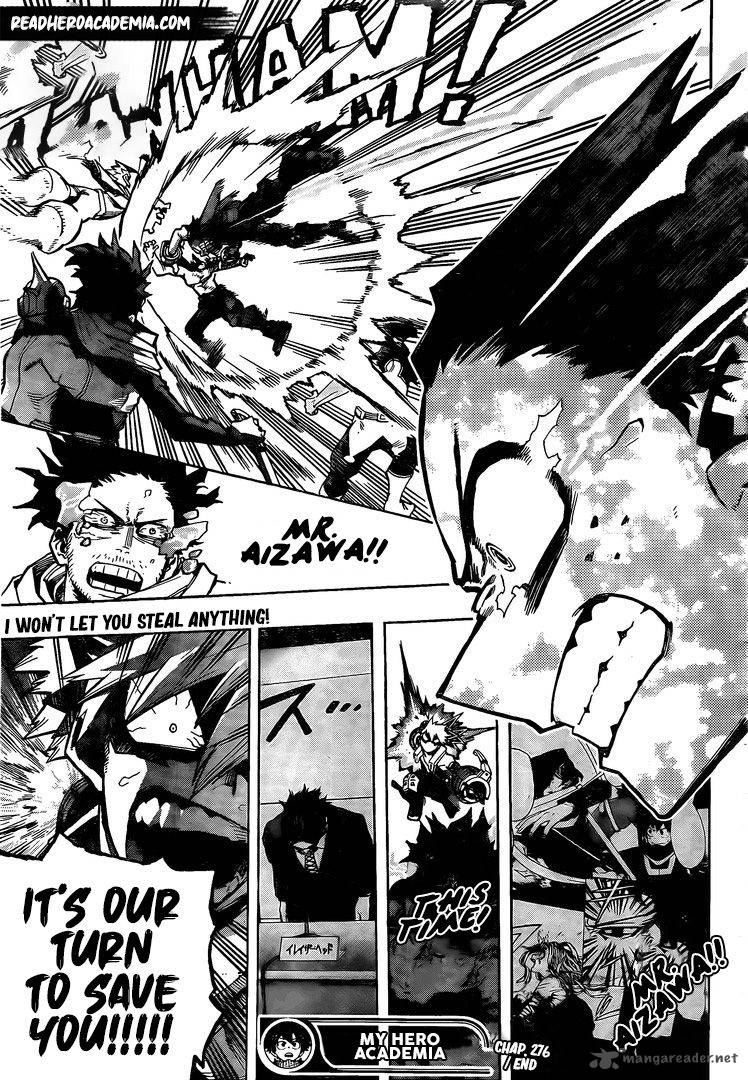 READHEROACADEMIA.COM
WHAM!
MR.
AIZAWA!!
I WON'T LET YOU STEAL ANYTHING!
ス...
THIS
TIME!
MR.
AIZAWA!!
IT'S OUR
TURN
TO SAVE
YOU!!!!!
イレイザーヘッド
MY HERO
ACADEMIA
CHAP. 276
/ END
mangareader.net